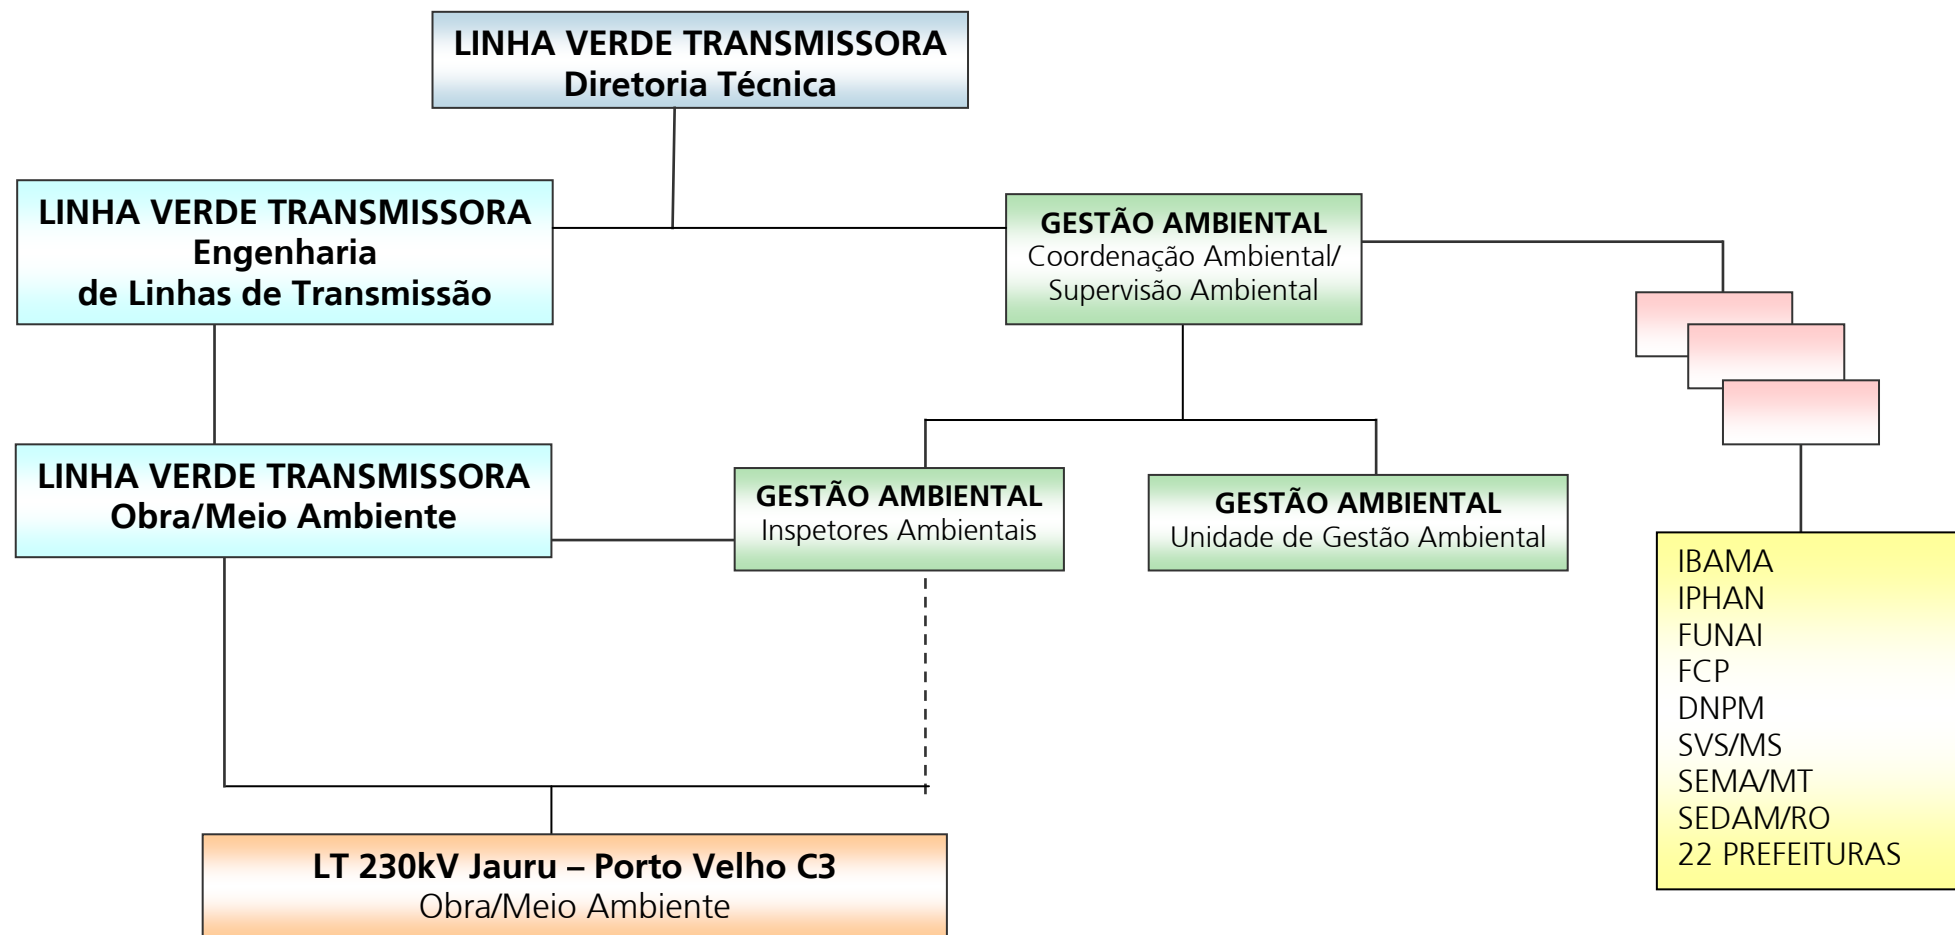 LINHA VERDE TRANSMISSORA
Diretoria Técnica
LINHA VERDE TRANSMISSORA
Engenharia
de Linhas de Transmissão
GESTÃO AMBIENTAL
Coordenação Ambiental/
Supervisão Ambiental
LINHA VERDE TRANSMISSORA
Obra/Meio Ambiente
GESTÃO AMBIENTAL
Inspetores Ambientais
GESTÃO AMBIENTAL
Unidade de Gestão Ambiental
IBAMA
IPHAN
FUNAI
FCP
DNPM
SVS/MS
SEMA/MT
SEDAM/RO
22 PREFEITURAS
LT 230kV Jauru – Porto Velho C3
Obra/Meio Ambiente